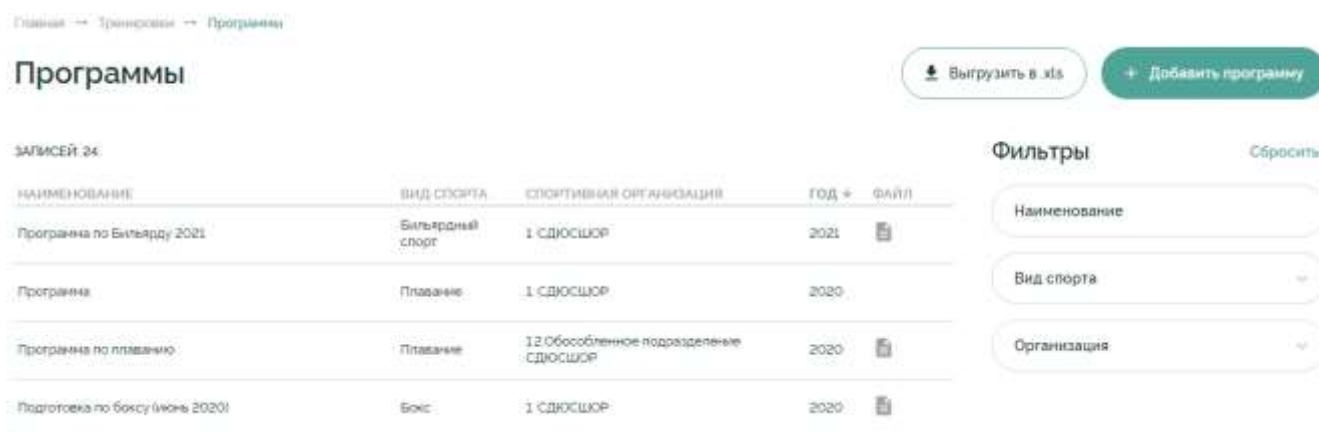 Главная → Тренировки → Программы
Программы
Выгрузить в .xls
+ Добавить программу
ЗАПИСЕЙ: 24
Фильтры
Сбросить
НАИМЕНОВАНИЕ ВИД СПОРТА СПОРТИВНАЯ ОРГАНИЗАЦИЯ ГОД ↓ ФАЙЛ
Программа по Бильярду 2021 Бильярдный спорт 1 СДЮСШОР 2021
Программа Плавание 1 СДЮСШОР 2020
Программа по плаванию Плавание 12 Обособленное подразделение СДЮСШОР 2020
Подготовка по боксу (июнь 2020) Бокс 1 СДЮСШОР 2020
Наименование
Вид спорта
Организация